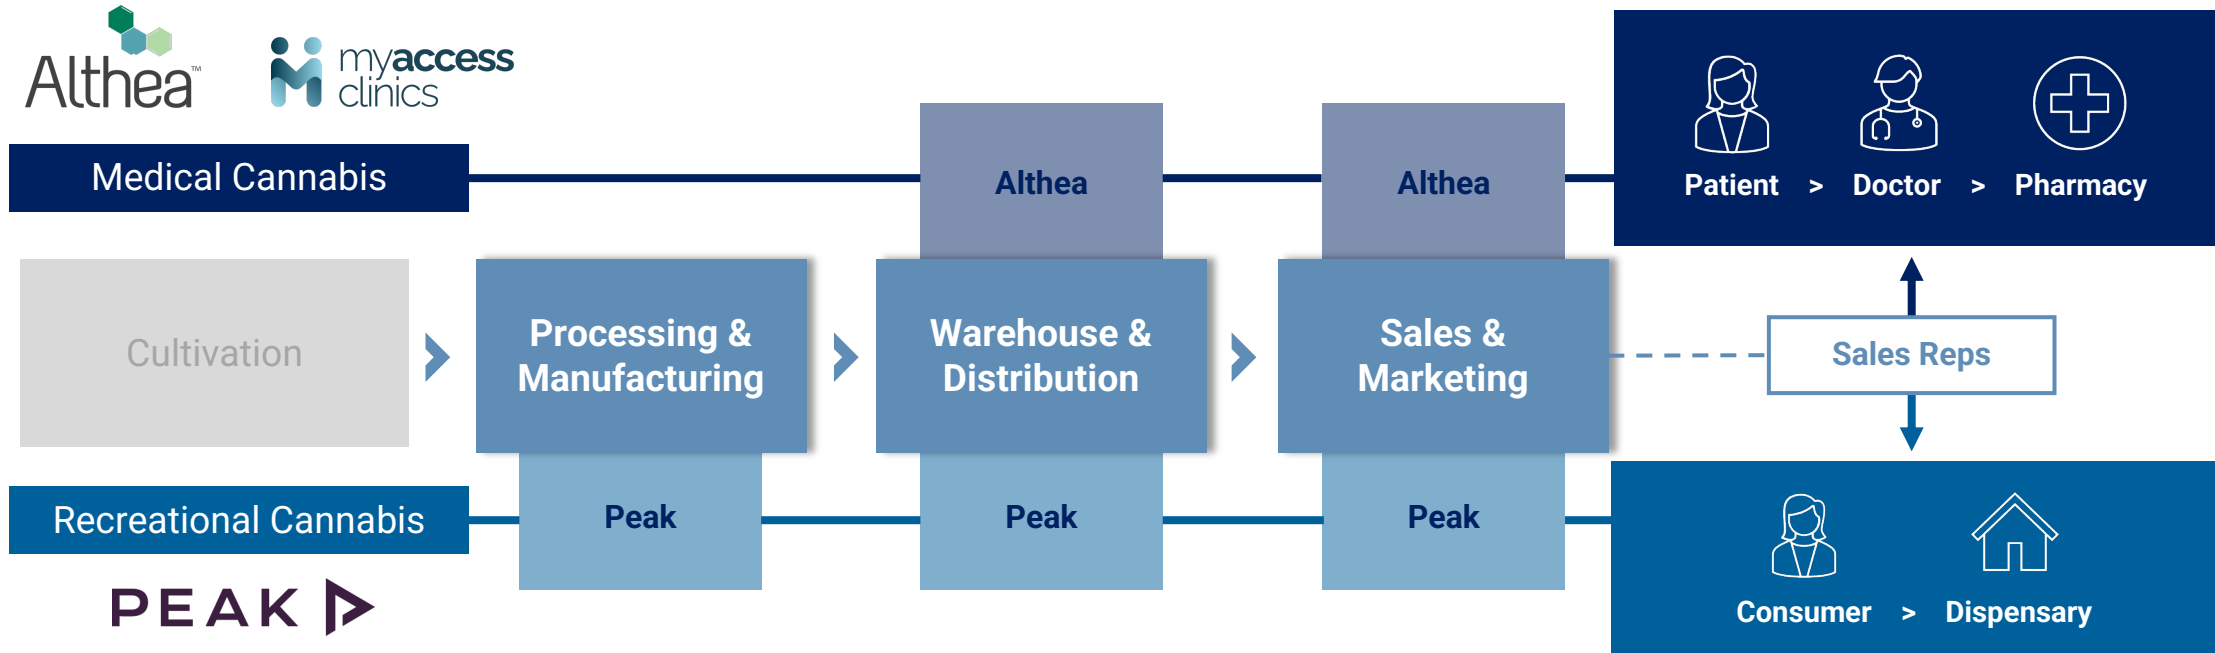 Althea™
myaccess
clinics
Medical Cannabis
Althea
Althea
Patient > Doctor > Pharmacy
Cultivation
Processing &
Manufacturing
Warehouse &
Distribution
Sales &
Marketing
Sales Reps
Recreational Cannabis
Peak
Peak
Peak
PEAK
Consumer > Dispensary